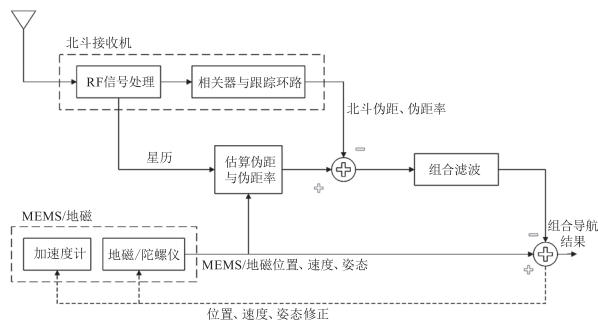 北斗接收机
RF信号处理
相关器与跟踪环路
北斗伪距、伪距率
星历
估算伪距
与伪距率
组合滤波
MEMS/地磁
加速度计
地磁/陀螺仪
MEMS/地磁位置、速度、姿态
组合导航
结果
位置、速度、姿态修正